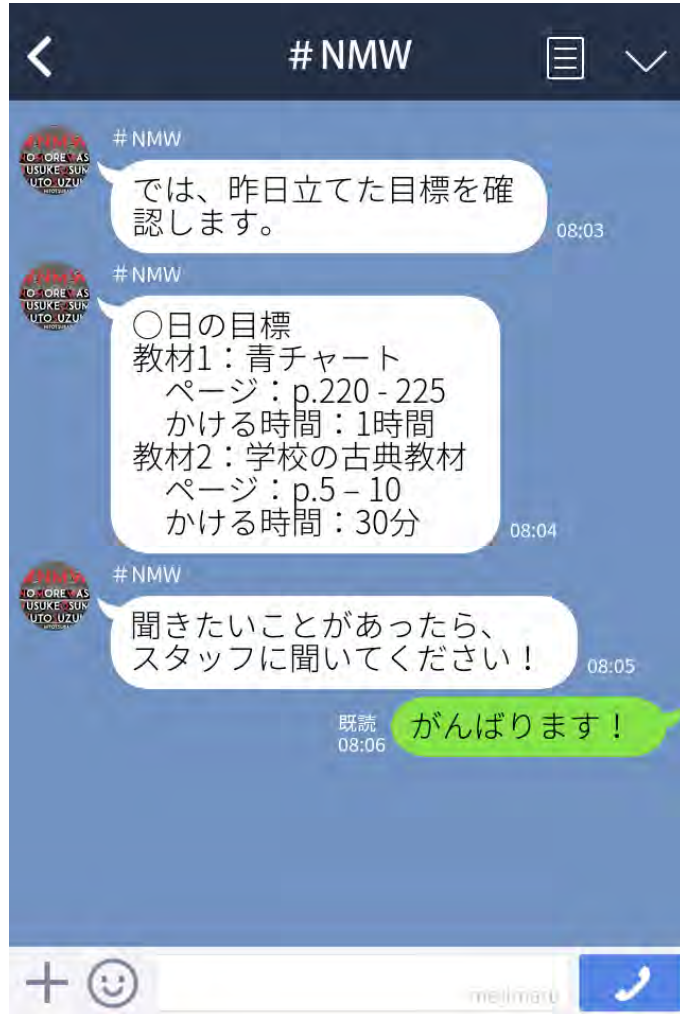 #NMW
#NMW
では、昨日立てた目標を確
認します。
08:03
#NMW
○日の目標
教材1：青チャート
ページ：p.220 - 225
かける時間：1時間
教材2：学校の古典教材
ページ：p.5 – 10
かける時間：30分
08:04
#NMW
聞きたいことがあったら、
スタッフに聞いてください！
08:05
既読
08:06
がんばります！